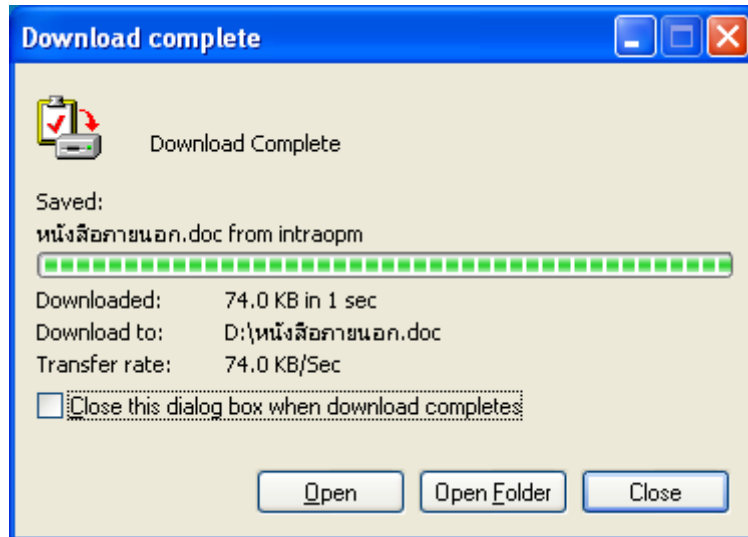 Download complete
Download Complete
Saved:
หนังสือภายนอก.doc from intraopm
Downloaded: 74.0 KB in 1 sec
Download to: D:\หนังสือภายนอก.doc
Transfer rate: 74.0 KB/Sec
Close this dialog box when download completes
Open Open Folder Close